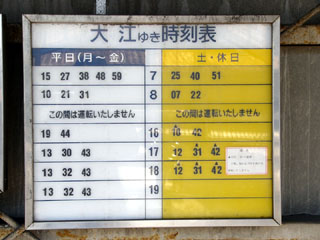 大江ゆき時刻表
平日(月〜金) 土・休日
15 27 38 48 59 7 25 40 51
10 21 31 8 07 22
この間は運転いたしません この間は運転いたしません
19 44 16 10 42
13 30 43 17 12 31 42
13 32 43 18 12 31 42
13 32 43 19